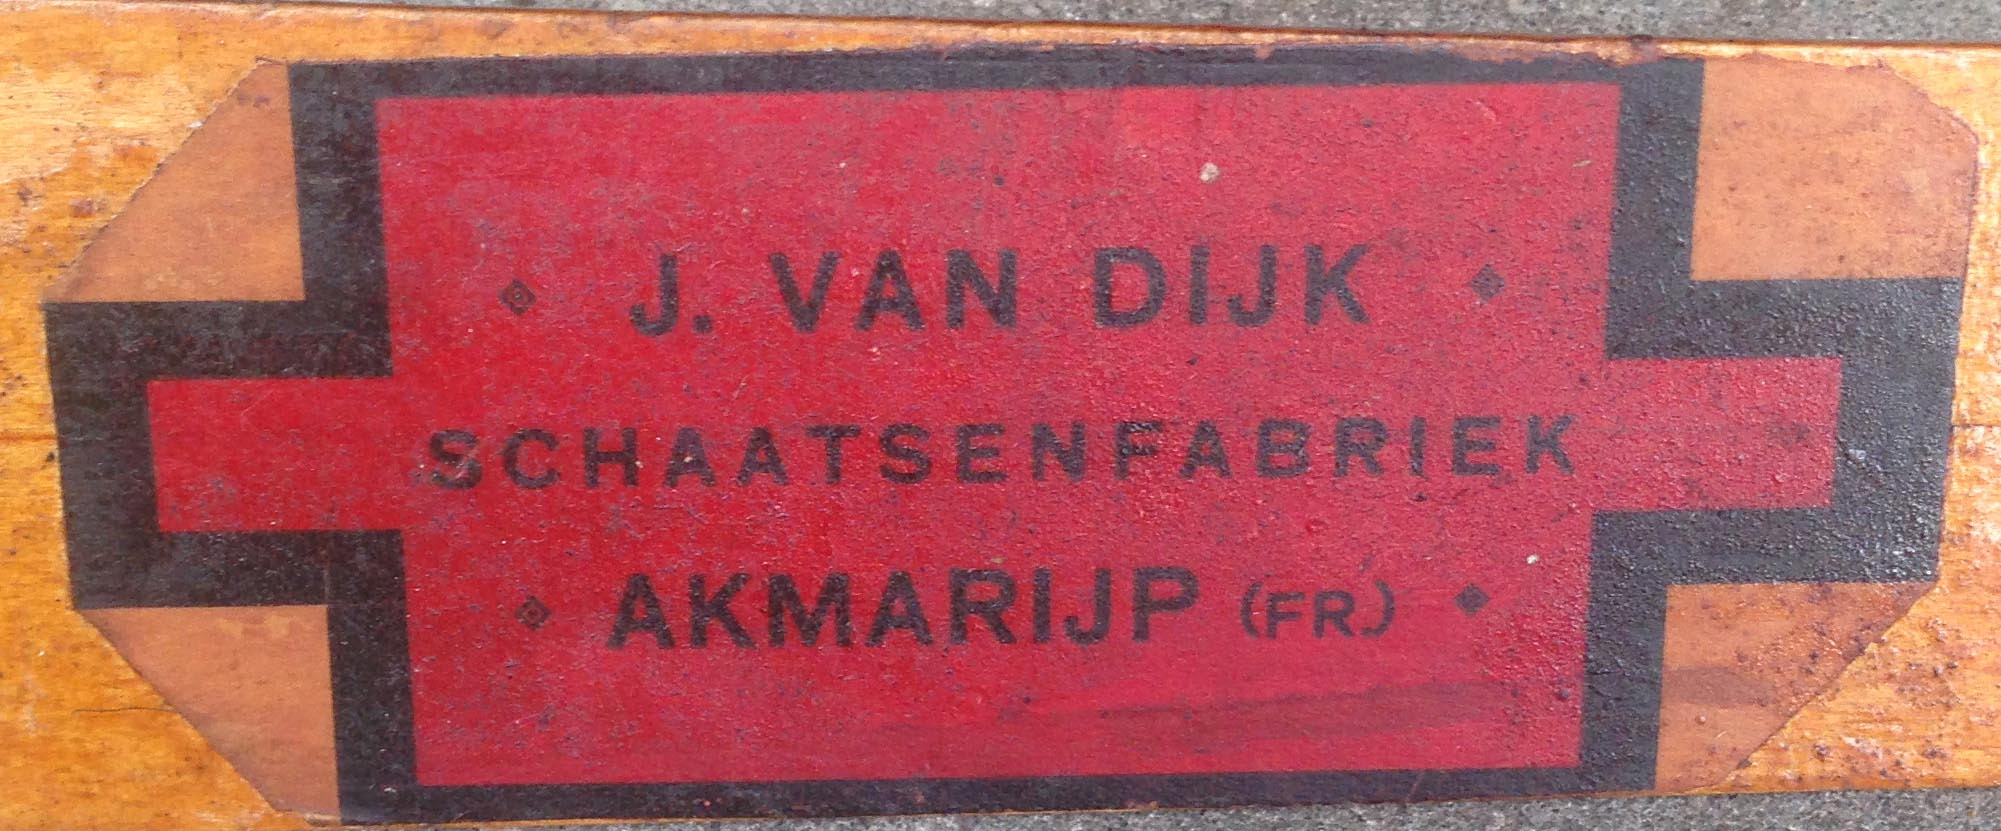 J. VAN DIJK
SCHAATSENFABRIEK
AKMARIJP (FR.)